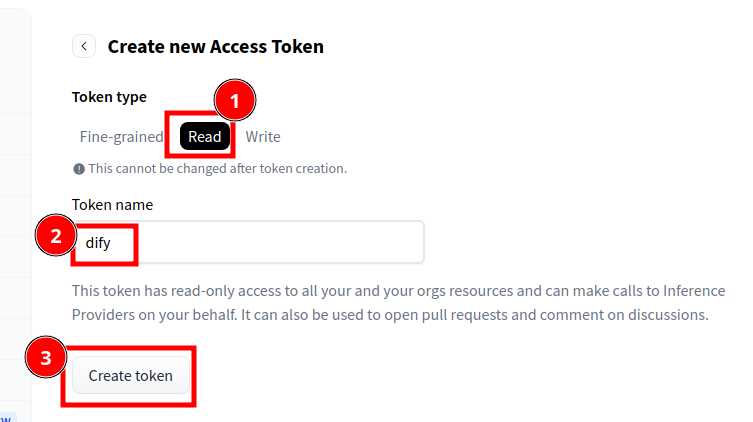 Create new Access Token
Token type
1
Fine-grained Read Write
This cannot be changed after token creation.
Token name
2
dify
This token has read-only access to all your and your orgs resources and can make calls to Inference
Providers on your behalf. It can also be used to open pull requests and comment on discussions.
3
Create token